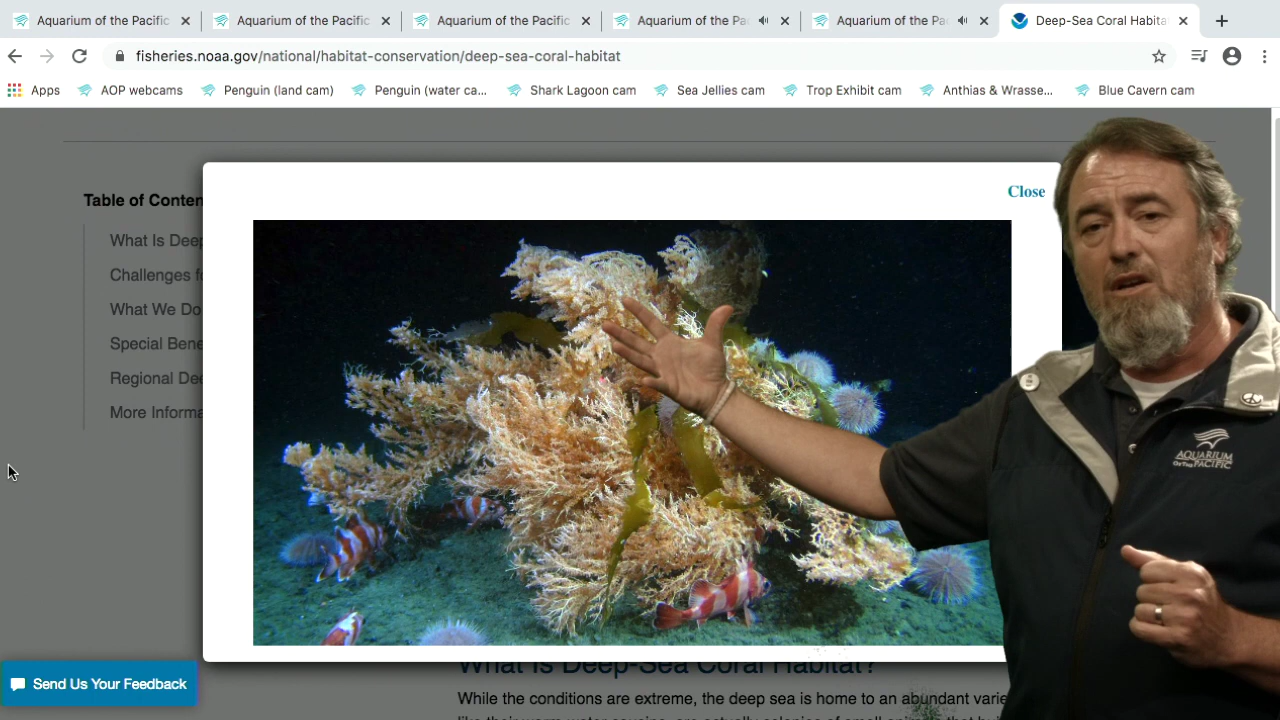 Aquarium of the Pacific
Aquarium of the Pacific
Aquarium of the Pacific
Aquarium of the Pa
Aquarium of the Pa
Deep-Sea Coral Habita
fisheries.noaa.gov/national/habitat-conservation/deep-sea-coral-habitat
Apps
AOP webcams
Penguin (land cam)
Penguin (water ca...
Shark Lagoon cam
Sea Jellies cam
Trop Exhibit cam
Anthias & Wrasse...
Blue Cavern cam
Close
Table of Conten
What Is Deep
Challenges f
What We Do
Special Bene
Regional Dee
More Informa
AQUARIUM
OF THE PACIFIC
Send Us Your Feedback
What Is Deep-Sea Coral Habitat?
While the conditions are extreme, the deep sea is home to an abundant varie